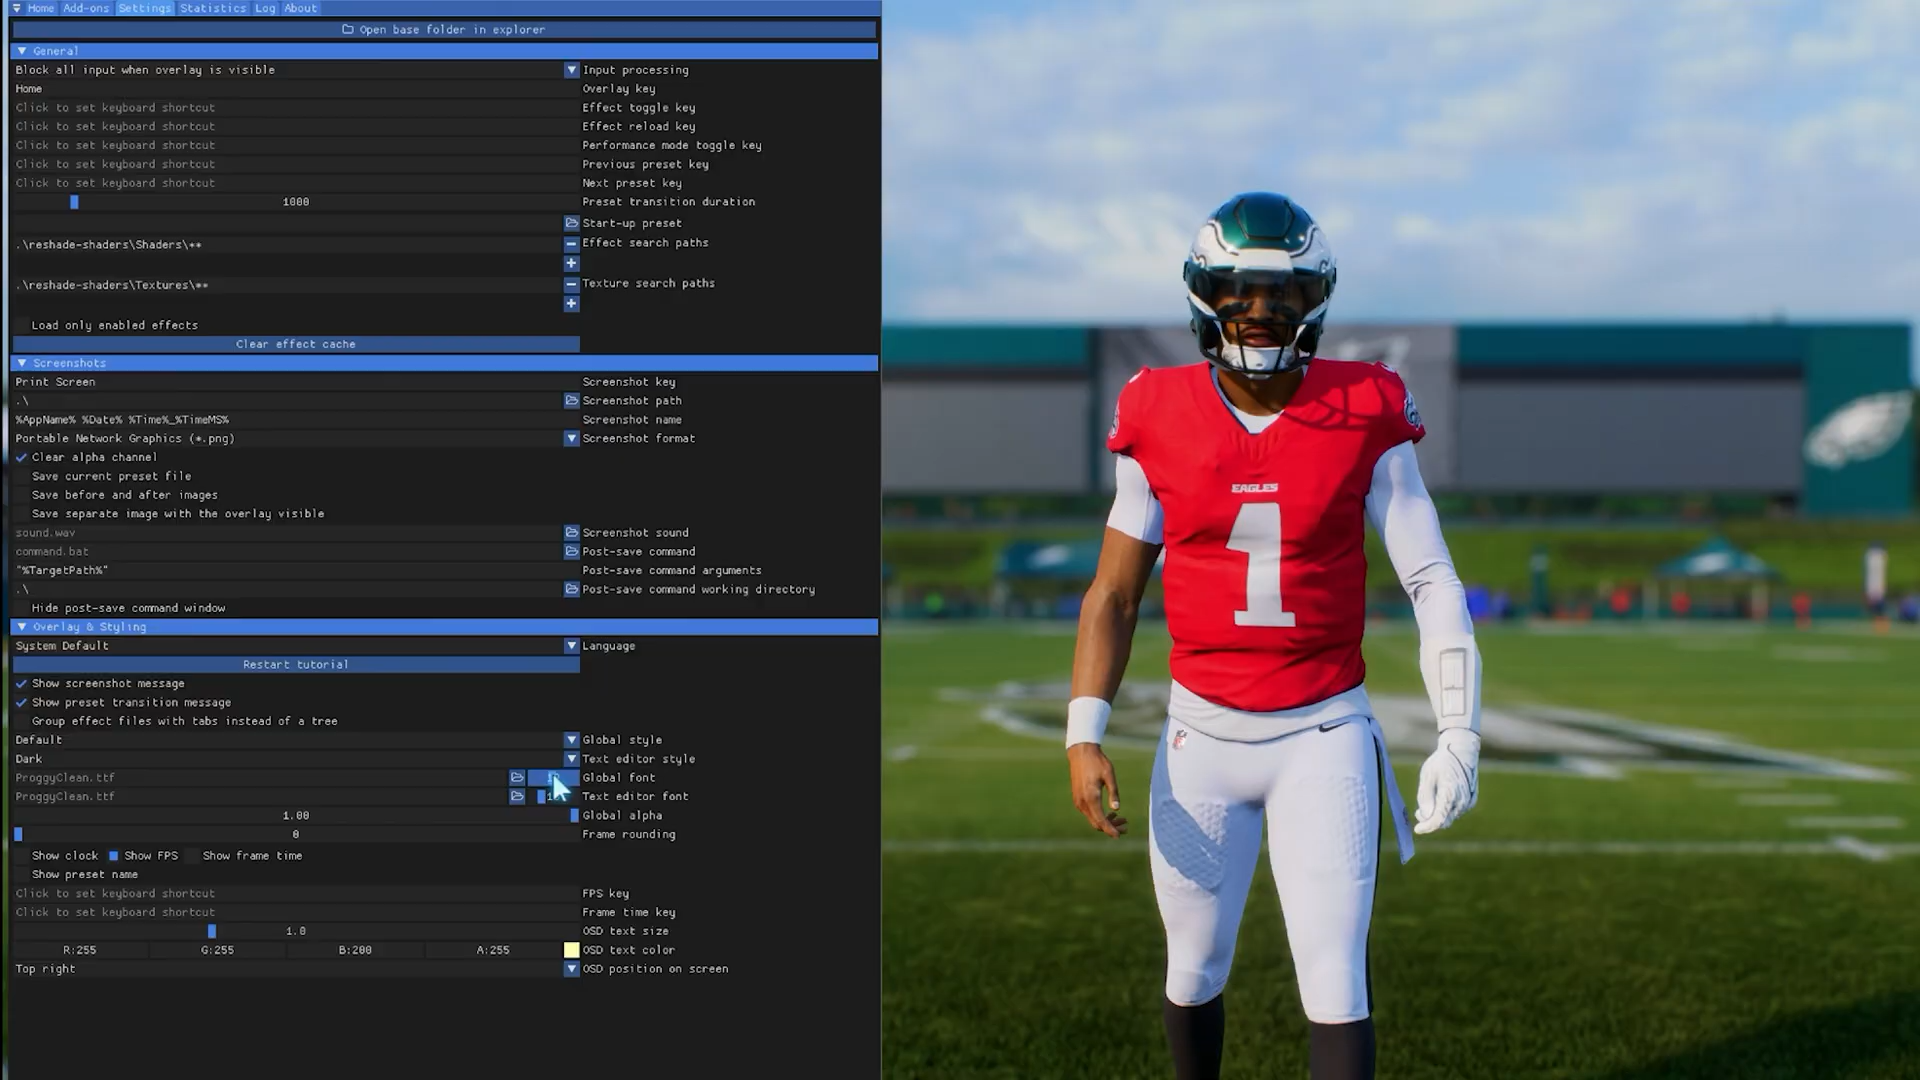 Home Add-ons Settings Statistics Log About
Open base folder in explorer
General
Block all input when overlay is visible Input processing
Home Overlay key
Click to set keyboard shortcut Effect toggle key
Click to set keyboard shortcut Effect reload key
Click to set keyboard shortcut Performance mode toggle key
Click to set keyboard shortcut Previous preset key
Click to set keyboard shortcut Next preset key
1000 Preset transition duration
Start-up preset
.\reshade-shaders\Shaders\** Effect search paths
.\reshade-shaders\Textures\** Texture search paths
Load only enabled effects
Clear effect cache
Screenshots
Print Screen Screenshot key
.\ Screenshot path
%AppName% %Date% %Time%_%TimeMS% Screenshot name
Portable Network Graphics (*.png) Screenshot format
Clear alpha channel
Save current preset file
Save before and after images
Save separate image with the overlay visible
sound.wav Screenshot sound
command.bat Post-save command
"%TargetPath%" Post-save command arguments
.\ Post-save command working directory
Hide post-save command window
Overlay & Styling
System Default Language
Restart tutorial
Show screenshot message
Show preset transition message
Group effect files with tabs instead of a tree
Default Global style
Dark Text editor style
ProggyClean.ttf Global font
ProggyClean.ttf Text editor font
1.00 Global alpha
0 Frame rounding
Show clock Show FPS Show frame time
Show preset name
Click to set keyboard shortcut FPS key
Click to set keyboard shortcut Frame time key
1.0 OSD text size
R:255 G:255 B:200 A:255 OSD text color
Top right OSD position on screen
EAGLES
1